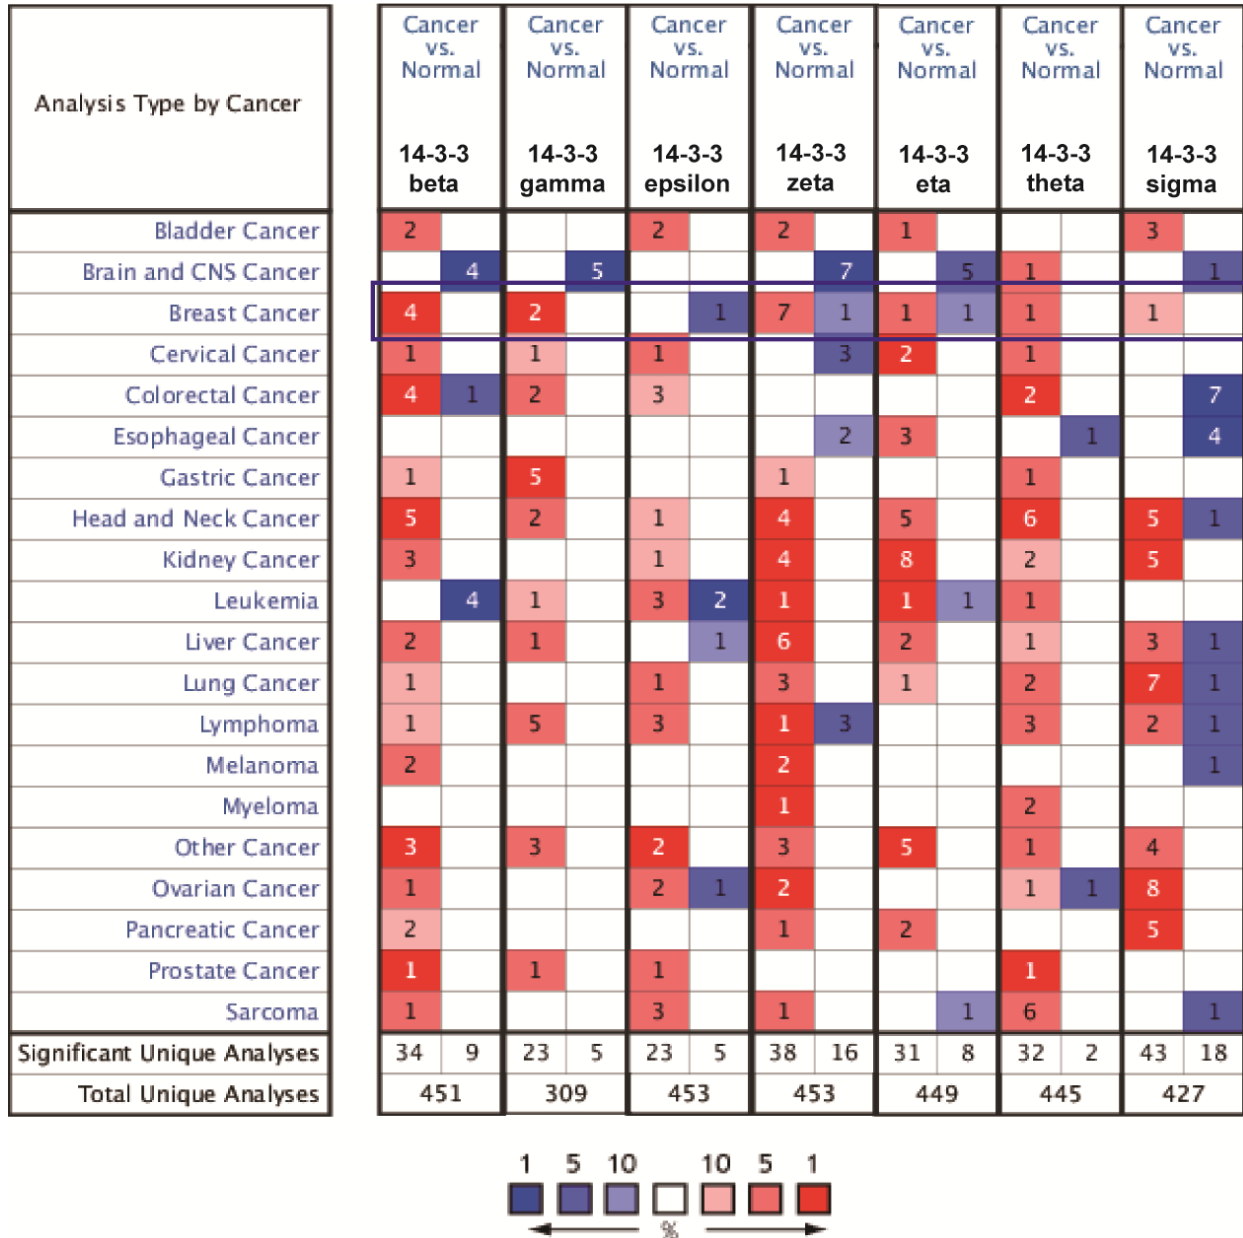 Analysis Type by Cancer
Cancer vs. Normal 14-3-3 beta
Cancer vs. Normal 14-3-3 gamma
Cancer vs. Normal 14-3-3 epsilon
Cancer vs. Normal 14-3-3 zeta
Cancer vs. Normal 14-3-3 eta
Cancer vs. Normal 14-3-3 theta
Cancer vs. Normal 14-3-3 sigma
Bladder Cancer 2 2 2 1 3
Brain and CNS Cancer 4 5 7 5 1 1
Breast Cancer 4 2 1 7 1 1 1 1 1
Cervical Cancer 1 1 1 3 2 1
Colorectal Cancer 4 1 2 3 2 7
Esophageal Cancer 2 3 1 4
Gastric Cancer 1 5 1 1
Head and Neck Cancer 5 2 1 4 5 6 5 1
Kidney Cancer 3 1 4 8 2 5
Leukemia 4 1 3 2 1 1 1 1
Liver Cancer 2 1 1 6 2 1 3 1
Lung Cancer 1 1 3 1 2 7 1
Lymphoma 1 5 3 1 3 3 2 1
Melanoma 2 2 1
Myeloma 1 2
Other Cancer 3 3 2 3 5 1 4
Ovarian Cancer 1 2 1 2 1 1 8
Pancreatic Cancer 2 1 2 5
Prostate Cancer 1 1 1 1
Sarcoma 1 3 1 1 6 1
Significant Unique Analyses 34 9 23 5 23 5 38 16 31 8 32 2 43 18
Total Unique Analyses 451 309 453 453 449 445 427
1 5 10 10 5 1
%